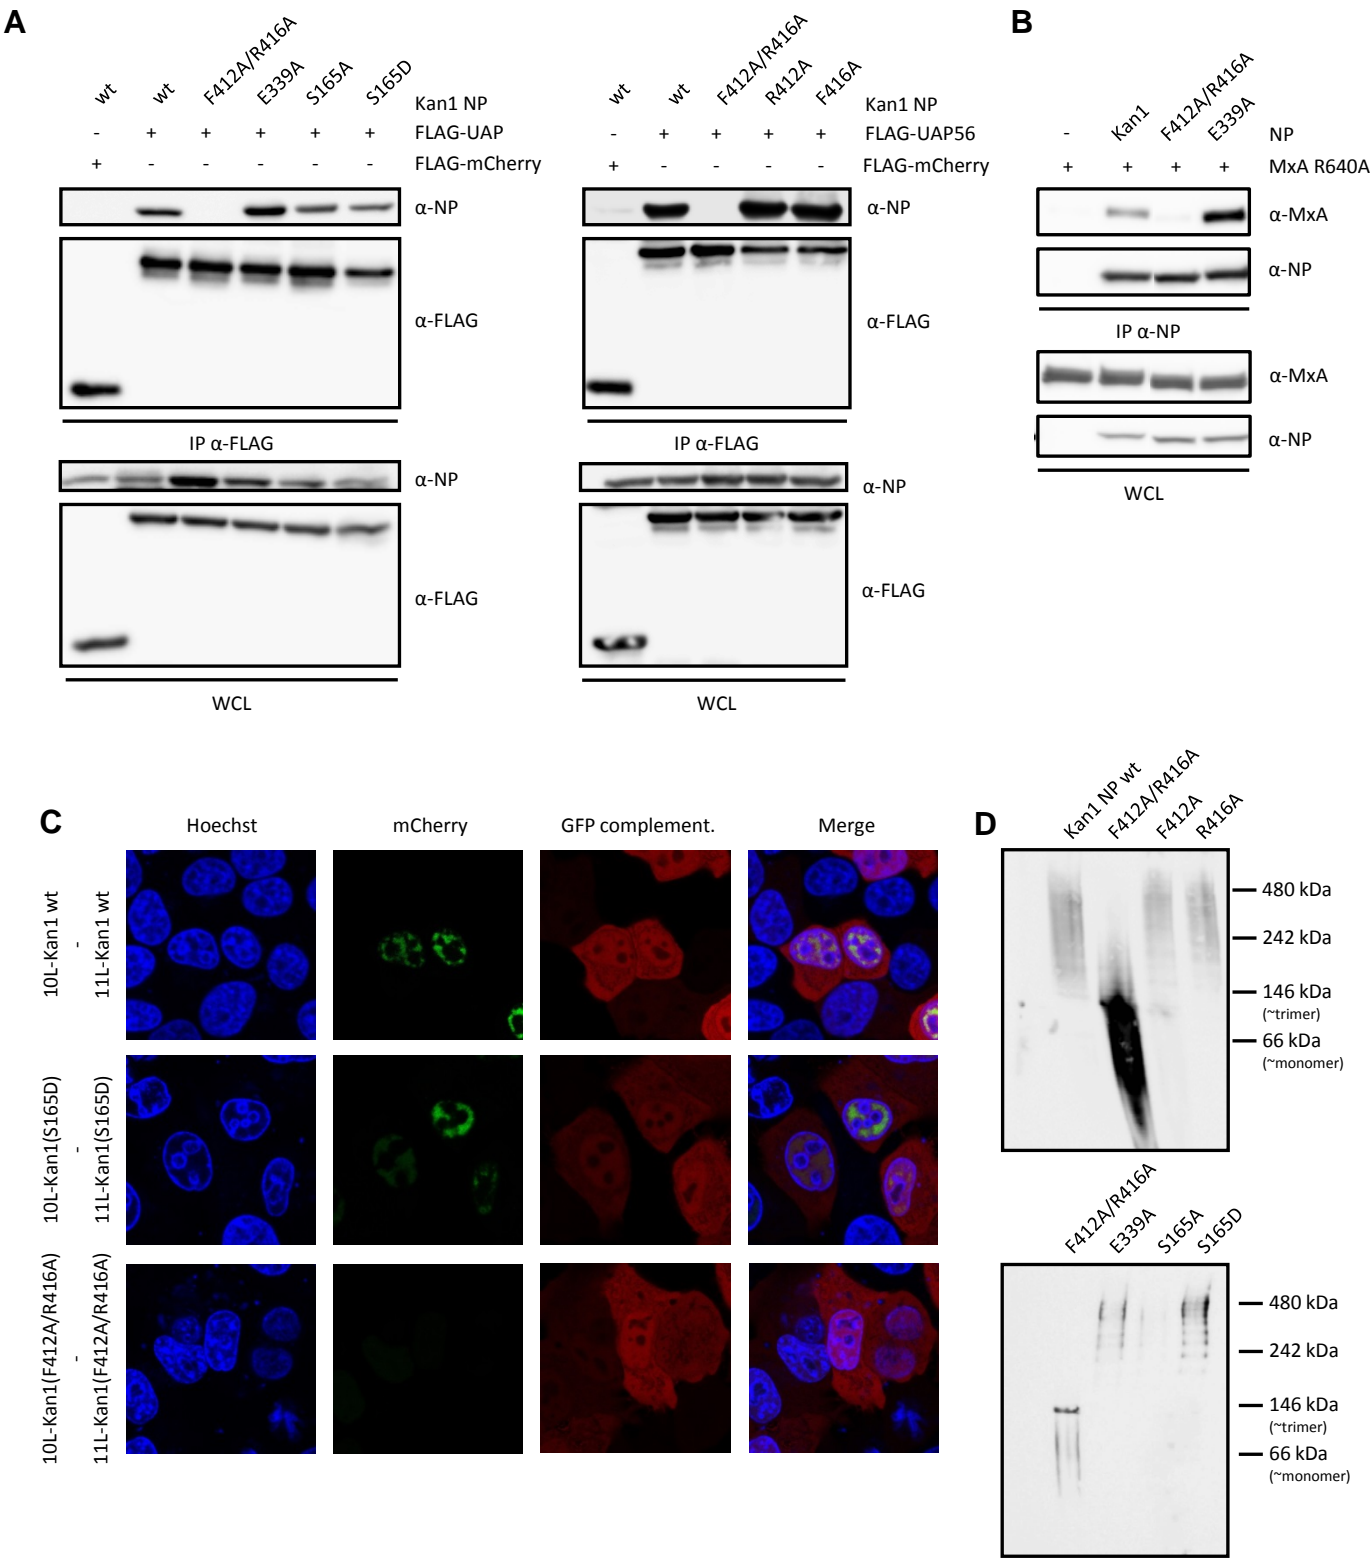 A
wt
wt
F412A/R416A
E339A
S165A
S165D
Kan1 NP
- + + + + + FLAG-UAP
+ - - - - - FLAG-mCherry
α-NP
α-FLAG
IP α-FLAG
α-NP
α-FLAG
WCL
wt
wt
F412A/R416A
R412A
F416A
Kan1 NP
- + + + + FLAG-UAP56
+ - - - - FLAG-mCherry
α-NP
α-FLAG
IP α-FLAG
α-NP
α-FLAG
WCL
B
-
Kan1
F412A/R416A
E339A
NP
+ + + + MxA R640A
α-MxA
α-NP
IP α-NP
α-MxA
α-NP
WCL
C
Hoechst
mCherry
GFP complement.
Merge
10L-Kan1 wt
-
11L-Kan1 wt
10L-Kan1(S165D)
-
11L-Kan1(S165D)
10L-Kan1(F412A/R416A)
-
11L-Kan1(F412A/R416A)
D
Kan1 NP wt
F412A/R416A
F412A
R416A
480 kDa
242 kDa
146 kDa
(~trimer)
66 kDa
(~monomer)
F412A/R416A
E339A
S165A
S165D
480 kDa
242 kDa
146 kDa
(~trimer)
66 kDa
(~monomer)